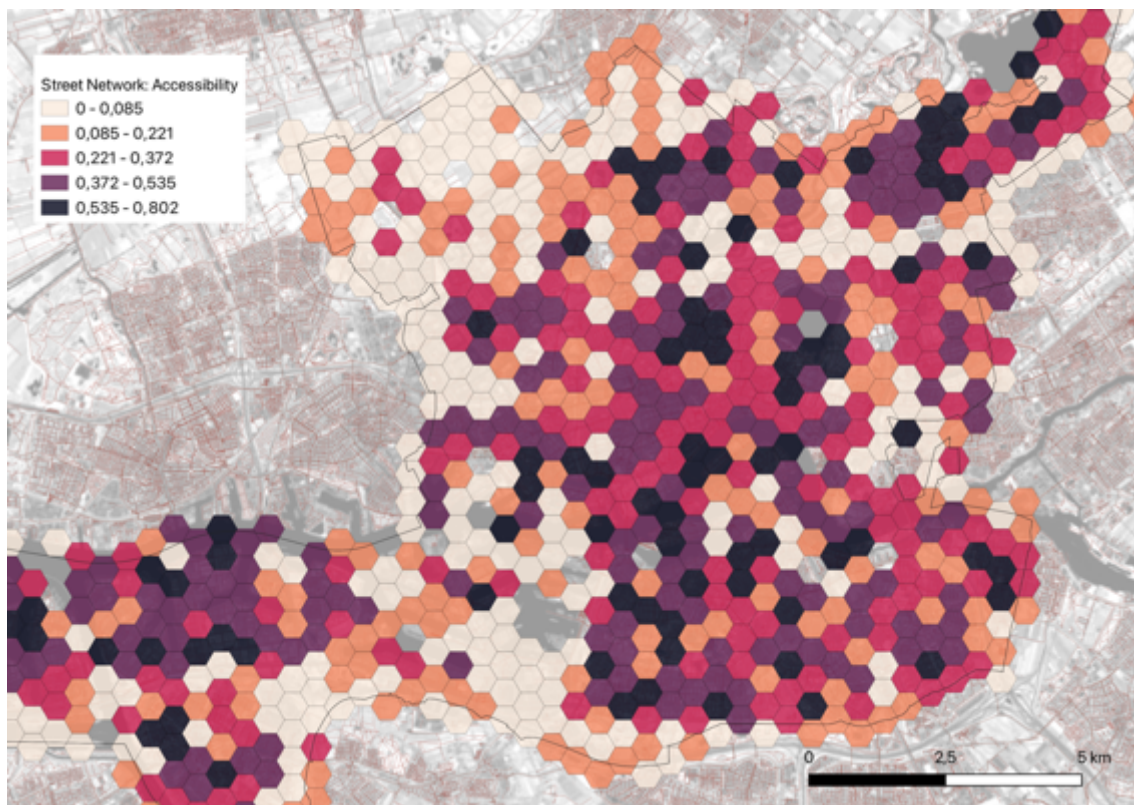 Street Network: Accessibility
0 - 0,085
0,085 - 0,221
0,221 - 0,372
0,372 - 0,535
0,535 - 0,802
0 2,5 5 km